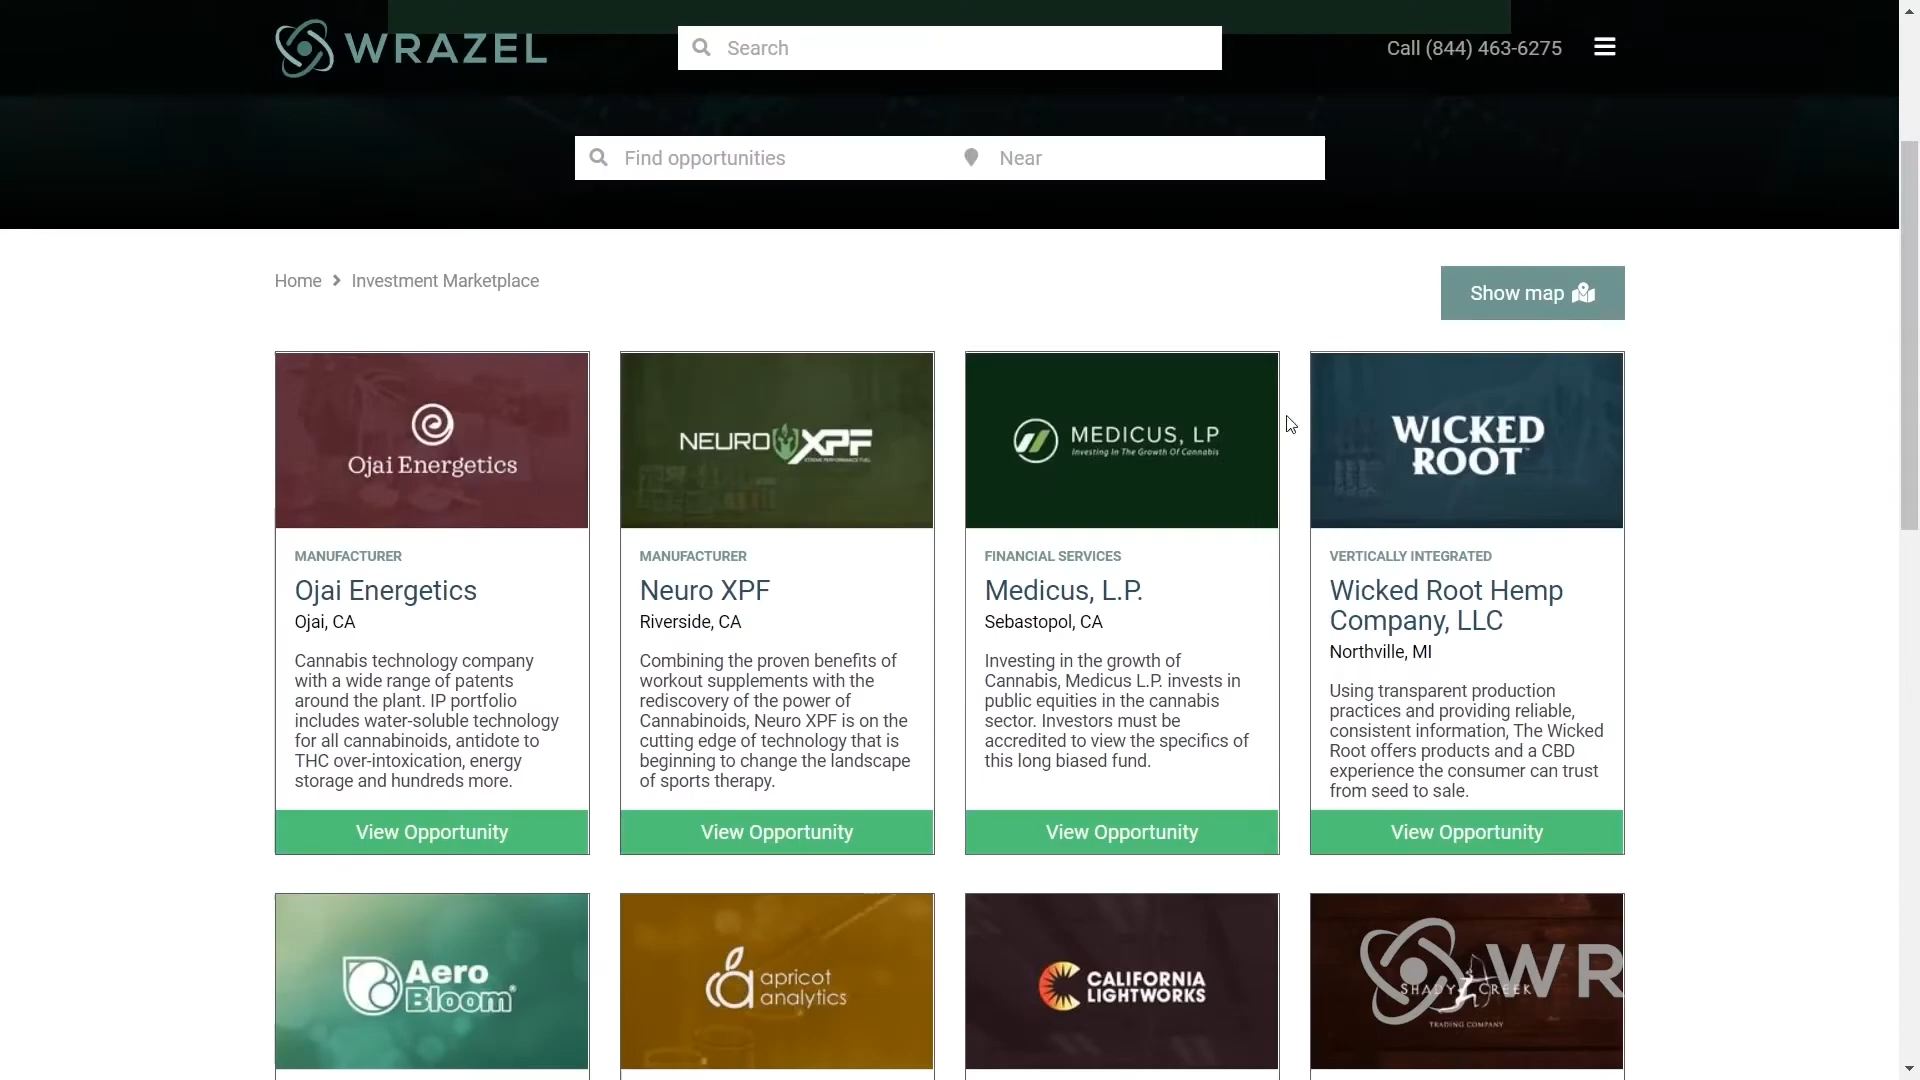 WRAZEL
Search
Call (844) 463-6275
Find opportunities
Near
Home
Investment Marketplace
Show map
Ojai Energetics
MANUFACTURER
Ojai Energetics
Ojai, CA
Cannabis technology company
with a wide range of patents
around the plant. IP portfolio
includes water-soluble technology
for all cannabinoids, antidote to
THC over-intoxication, energy
storage and hundreds more.
View Opportunity
NEURO XPF
XTREME PERFORMANCE FUEL
MANUFACTURER
Neuro XPF
Riverside, CA
Combining the proven benefits of
workout supplements with the
rediscovery of the power of
Cannabinoids, Neuro XPF is on the
cutting edge of technology that is
beginning to change the landscape
of sports therapy.
View Opportunity
MEDICUS, LP
Investing In The Growth Of Cannabis
FINANCIAL SERVICES
Medicus, L.P.
Sebastopol, CA
Investing in the growth of
Cannabis, Medicus L.P. invests in
public equities in the cannabis
sector. Investors must be
accredited to view the specifics of
this long biased fund.
View Opportunity
WICKED
ROOT™
VERTICALLY INTEGRATED
Wicked Root Hemp
Company, LLC
Northville, MI
Using transparent production
practices and providing reliable,
consistent information, The Wicked
Root offers products and a CBD
experience the consumer can trust
from seed to sale.
View Opportunity
Aero
Bloom®
apricot
analytics
CALIFORNIA
LIGHTWORKS
WR
SHADY CREEK
TRADING COMPANY